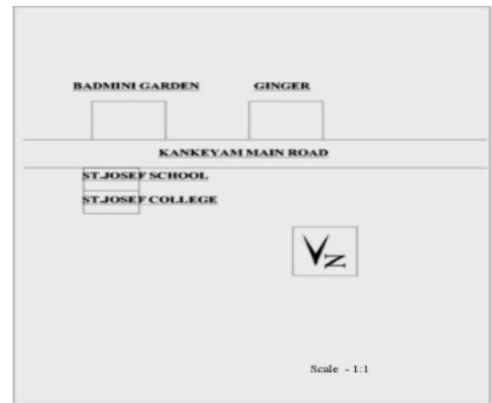 BADMINI GARDEN GINGER
KANKEYAM MAIN ROAD
ST.JOSEF SCHOOL
ST.JOSEF COLLEGE
N
Scale - 1:1